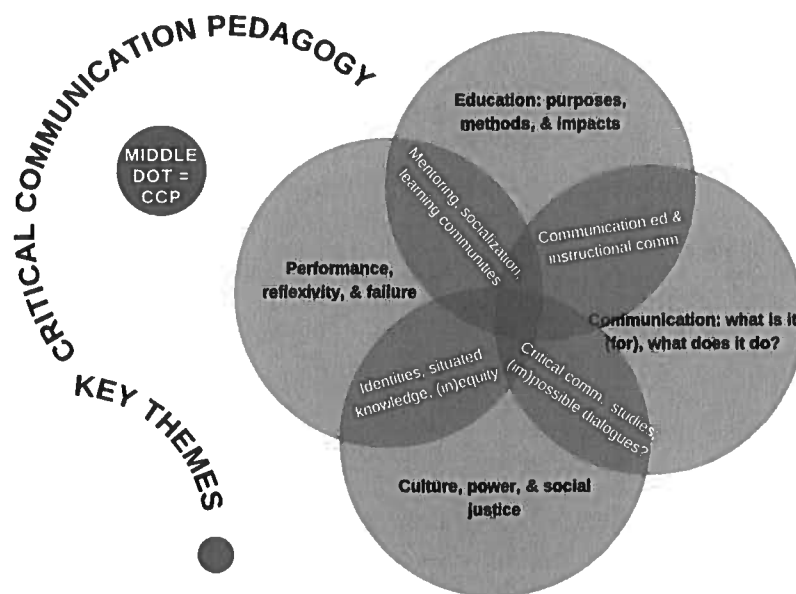 CRITICAL COMMUNICATION PEDAGOGY
KEY THEMES
MIDDLE
DOT =
CCP
Education: purposes,
methods, & impacts
Mentoring, socialization,
learning communities
Communication ed &
instructional comm
Performance,
reflexivity, & failure
Communication: what is it
(for), what does it do?
Identities, situated
knowledge, (in)equity
Critical comm. studies,
(im)possible dialogues?
Culture, power, & social
justice